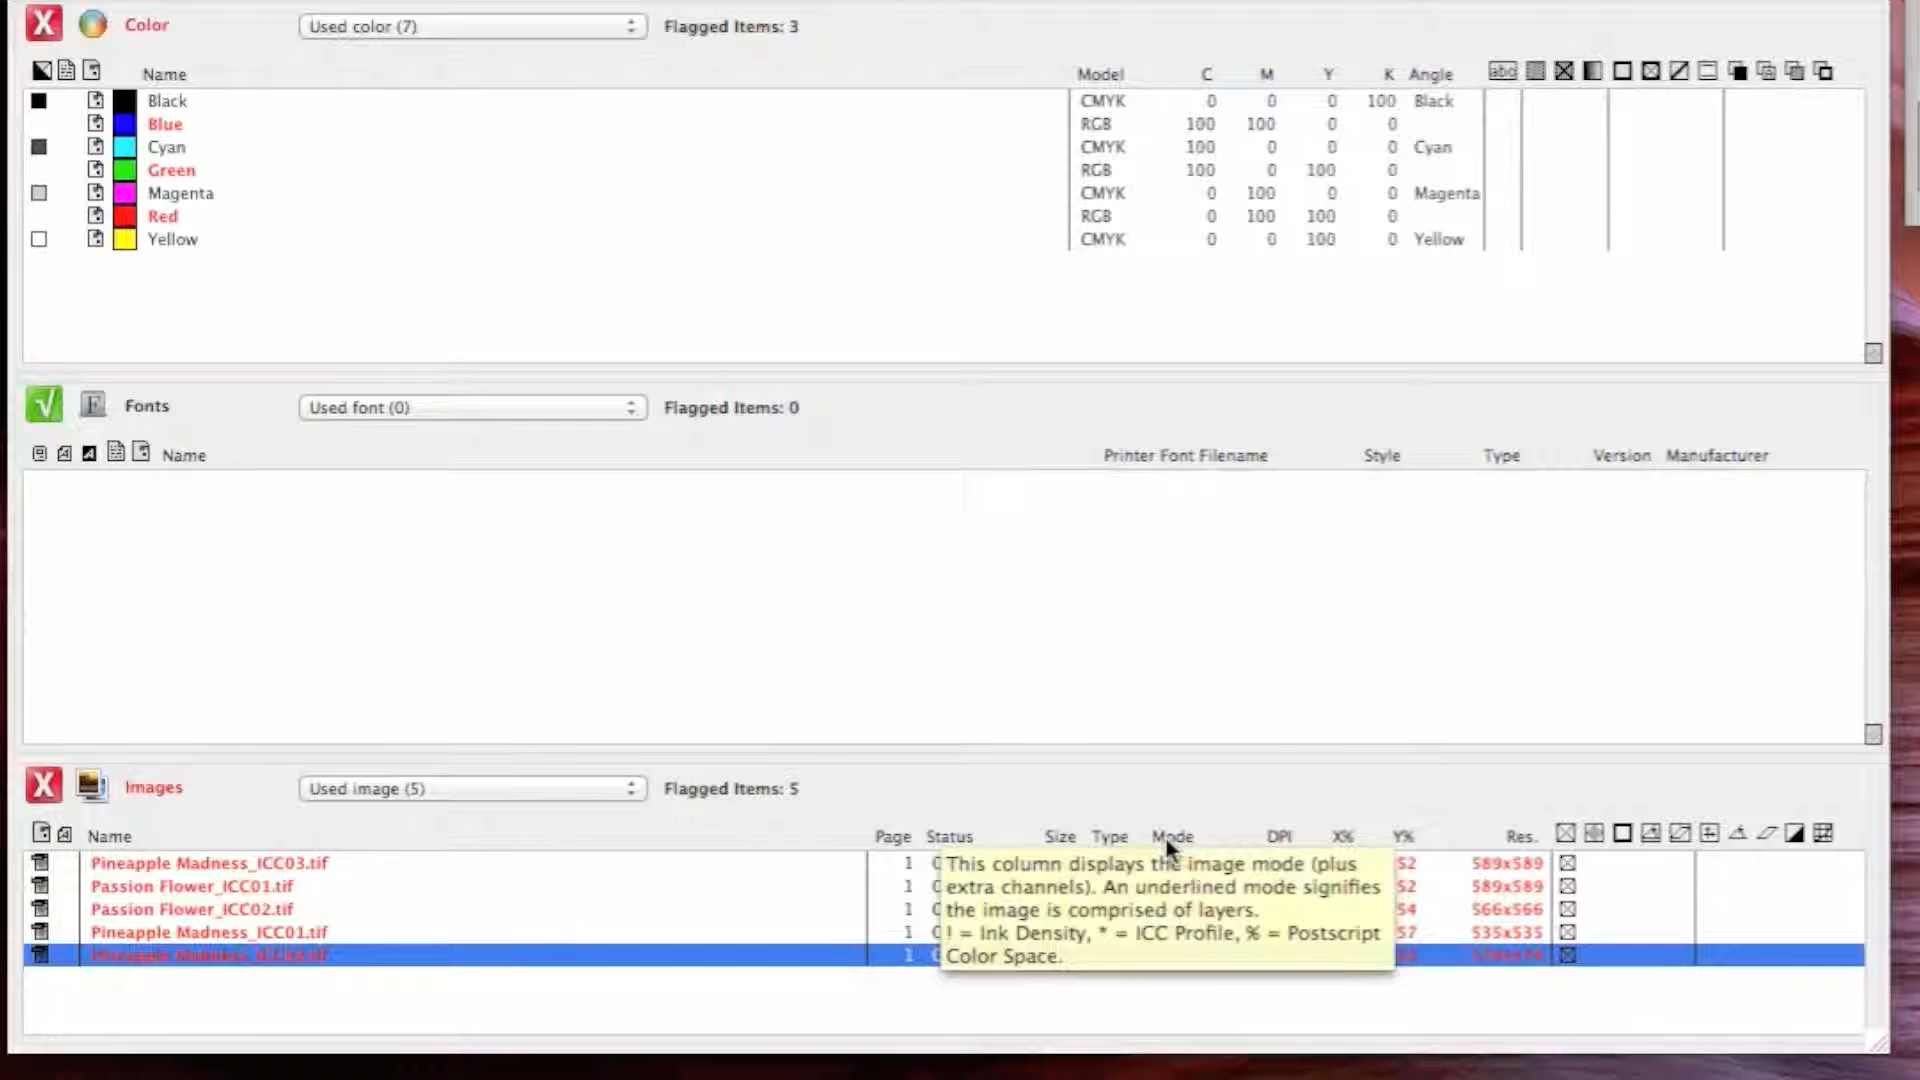 X Color Used color (7) Flagged Items: 3
Name Model C M Y K Angle abc
Black CMYK 0 0 0 100 Black
Blue RGB 100 100 0 0
Cyan CMYK 100 0 0 0 Cyan
Green RGB 100 0 100 0
Magenta CMYK 0 100 0 0 Magenta
Red RGB 0 100 100 0
Yellow CMYK 0 0 100 0 Yellow
√ F Fonts Used font (0) Flagged Items: 0
Name Printer Font Filename Style Type Version Manufacturer
X Images Used image (5) Flagged Items: 5
Name Page Status Size Type Mode DPI X% Y% Res.
Pineapple Madness_ICC03.tif 1 52 589x589
Passion Flower_ICC01.tif 1 52 589x589
Passion Flower_ICC02.tif 1 54 566x566
Pineapple Madness_ICC01.tif 1 57 535x535
Pineapple 1
This column displays the image mode (plus
extra channels). An underlined mode signifies
the image is comprised of layers.
! = Ink Density, * = ICC Profile, % = Postscript
Color Space.